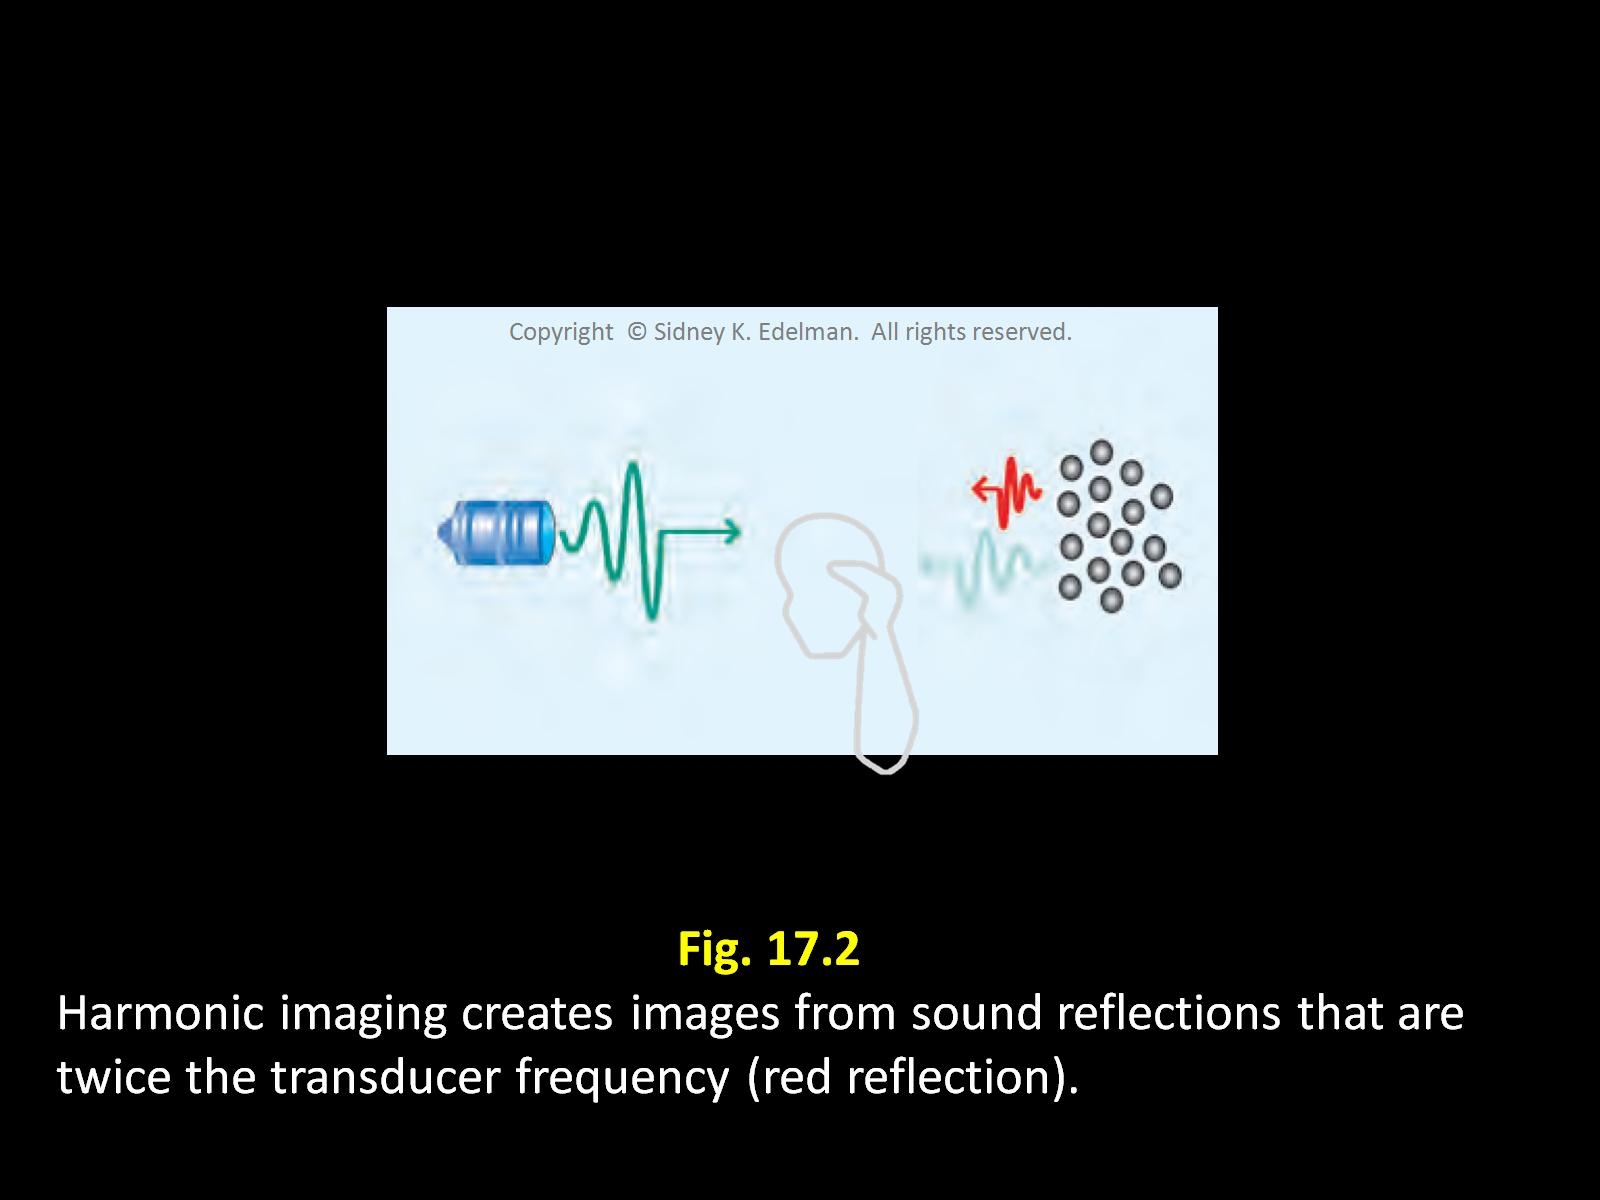 Copyright © Sidney K. Edelman. All rights reserved.
Fig. 17.2
Harmonic imaging creates images from sound reflections that are
twice the transducer frequency (red reflection).